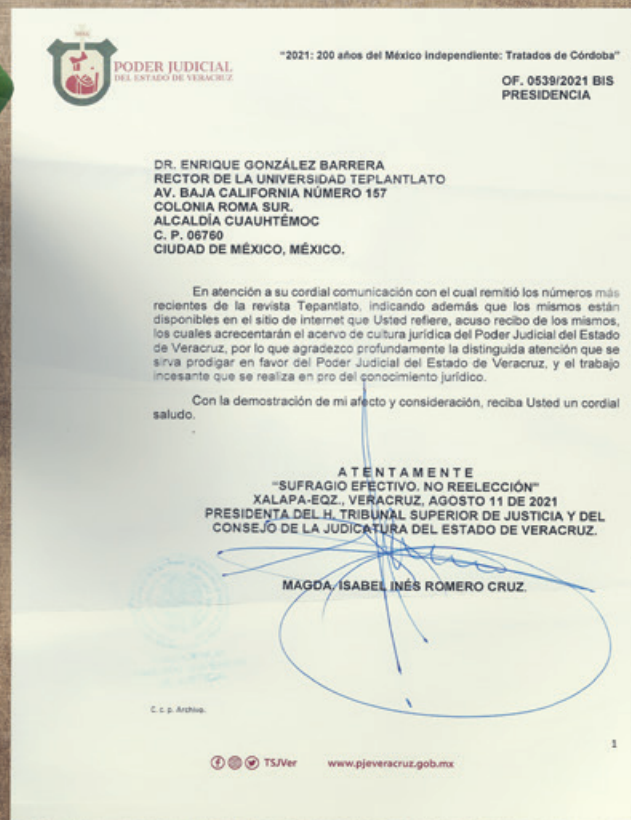 PODER JUDICIAL
DEL ESTADO DE VERACRUZ
"2021: 200 años del México independiente: Tratados de Córdoba"
OF. 0539/2021 BIS
PRESIDENCIA
DR. ENRIQUE GONZÁLEZ BARRERA
RECTOR DE LA UNIVERSIDAD TEPLANTLATO
AV. BAJA CALIFORNIA NÚMERO 157
COLONIA ROMA SUR.
ALCALDÍA CUAUHTÉMOC
C. P. 06760
CIUDAD DE MÉXICO, MÉXICO.
En atención a su cordial comunicación con el cual remitió los números más
recientes de la revista Tepantlato, indicando además que los mismos están
disponibles en el sitio de internet que Usted refiere, acuso recibo de los mismos,
los cuales acrecentarán el acervo de cultura jurídica del Poder Judicial del Estado
de Veracruz, por lo que agradezco profundamente la distinguida atención que se
sirva prodigar en favor del Poder Judicial del Estado de Veracruz, y el trabajo
incesante que se realiza en pro del conocimiento jurídico.
Con la demostración de mi afecto y consideración, reciba Usted un cordial
saludo.
A T E N T A M E N T E
"SUFRAGIO EFECTIVO. NO REELECCIÓN"
XALAPA-EQZ., VERACRUZ, AGOSTO 11 DE 2021
PRESIDENTA DEL H. TRIBUNAL SUPERIOR DE JUSTICIA Y DEL
CONSEJO DE LA JUDICATURA DEL ESTADO DE VERACRUZ.
MAGDA. ISABEL INÉS ROMERO CRUZ.
C. c. p. Archivo.
1
TSJVer www.pjeveracruz.gob.mx